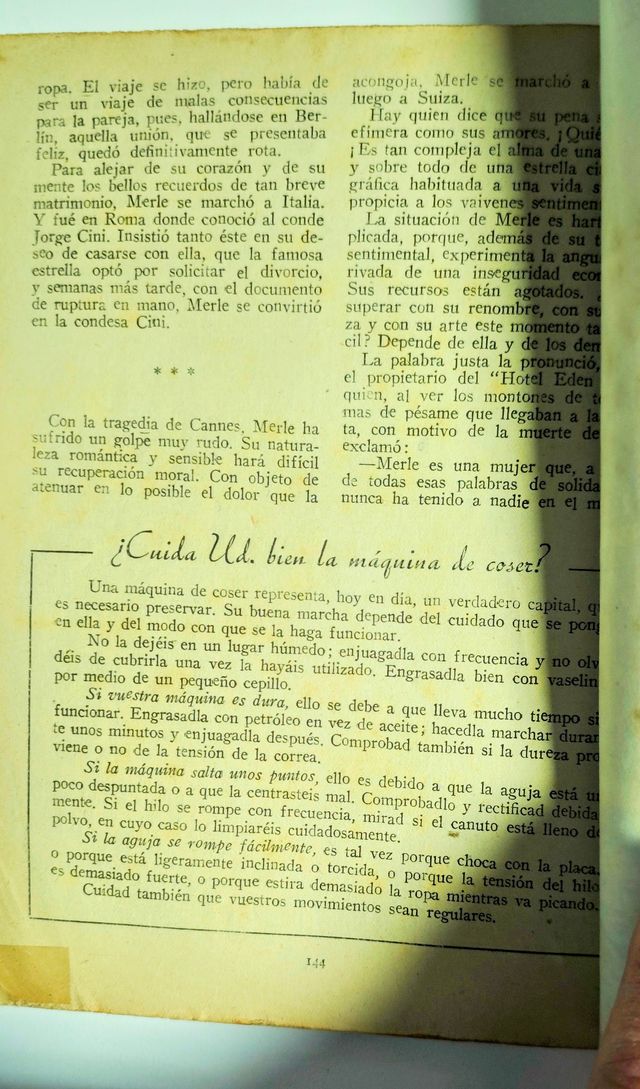 ropa. El viaje se hizo, pero había de
ser un viaje de malas consecuencias
para la pareja, pues, hallándose en Ber-
lín, aquella unión, que se presentaba
feliz, quedó definitivamente rota.
Para alejar de su corazón y de su
mente los bellos recuerdos de tan breve
matrimonio, Merle se marchó a Italia.
Y fué en Roma donde conoció al conde
Jorge Cini. Insistió tanto éste en su de-
seo de casarse con ella, que la famosa
estrella optó por solicitar el divorcio,
y semanas más tarde, con el documento
de ruptura en mano, Merle se convirtió
en la condesa Cini.
* * *
Con la tragedia de Cannes, Merle ha
sufrido un golpe muy rudo. Su natura-
leza romántica y sensible hará difícil
su recuperación moral. Con objeto de
atenuar en lo posible el dolor que la
acongoja, Merle se marchó a
luego a Suiza.
Hay quien dice que su pena
efímera como sus amores. ¡Quié
¡Es tan compleja el alma de una
y sobre todo de una estrella ci
gráfica habituada a una vida s
propicia a los vaivenes sentimen
La situación de Merle es hart
plicada, porque, además de su t
sentimental, experimenta la angu
rivada de una inseguridad eco
Sus recursos están agotados. ¿
superar con su renombre, con su
za y con su arte este momento ta
cil? Depende de ella y de los dem
La palabra justa la pronunció,
el propietario del "Hotel Eden
quien, al ver los montones de t
mas de pésame que llegaban a la
ta, con motivo de la muerte de
exclamó:
—Merle es una mujer que, a
de todas esas palabras de solida
nunca ha tenido a nadie en el m
¿Cuida Ud. bien la máquina de coser?
Una máquina de coser representa, hoy en día, un verdadero capital, q
es necesario preservar. Su buena marcha depende del cuidado que se pong
en ella y del modo con que se la haga funcionar.
No la dejéis en un lugar húmedo; enjuagadla con frecuencia y no olv
déis de cubrirla una vez la hayáis utilizado. Engrasadla bien con vaselin
por medio de un pequeño cepillo.
Si vuestra máquina es dura, ello se debe a que lleva mucho tiempo si
funcionar. Engrasadla con petróleo en vez de aceite; hacedla marchar duran
te unos minutos y enjuagadla después. Comprobad también si la dureza pro
viene o no de la tensión de la correa.
Si la máquina salta unos puntos, ello es debido a que la aguja está un
poco despuntada o a que la centrasteis mal. Comprobadlo y rectificad debida
mente. Si el hilo se rompe con frecuencia, mirad si el canuto está lleno de
polvo, en cuyo caso lo limpiaréis cuidadosamente.
Si la aguja se rompe fácilmente, es tal vez porque choca con la placa,
o porque está ligeramente inclinada o torcida, o porque la tensión del hilo
es demasiado fuerte, o porque estira demasiado la ropa mientras va picando.
Cuidad también que vuestros movimientos sean regulares.
144